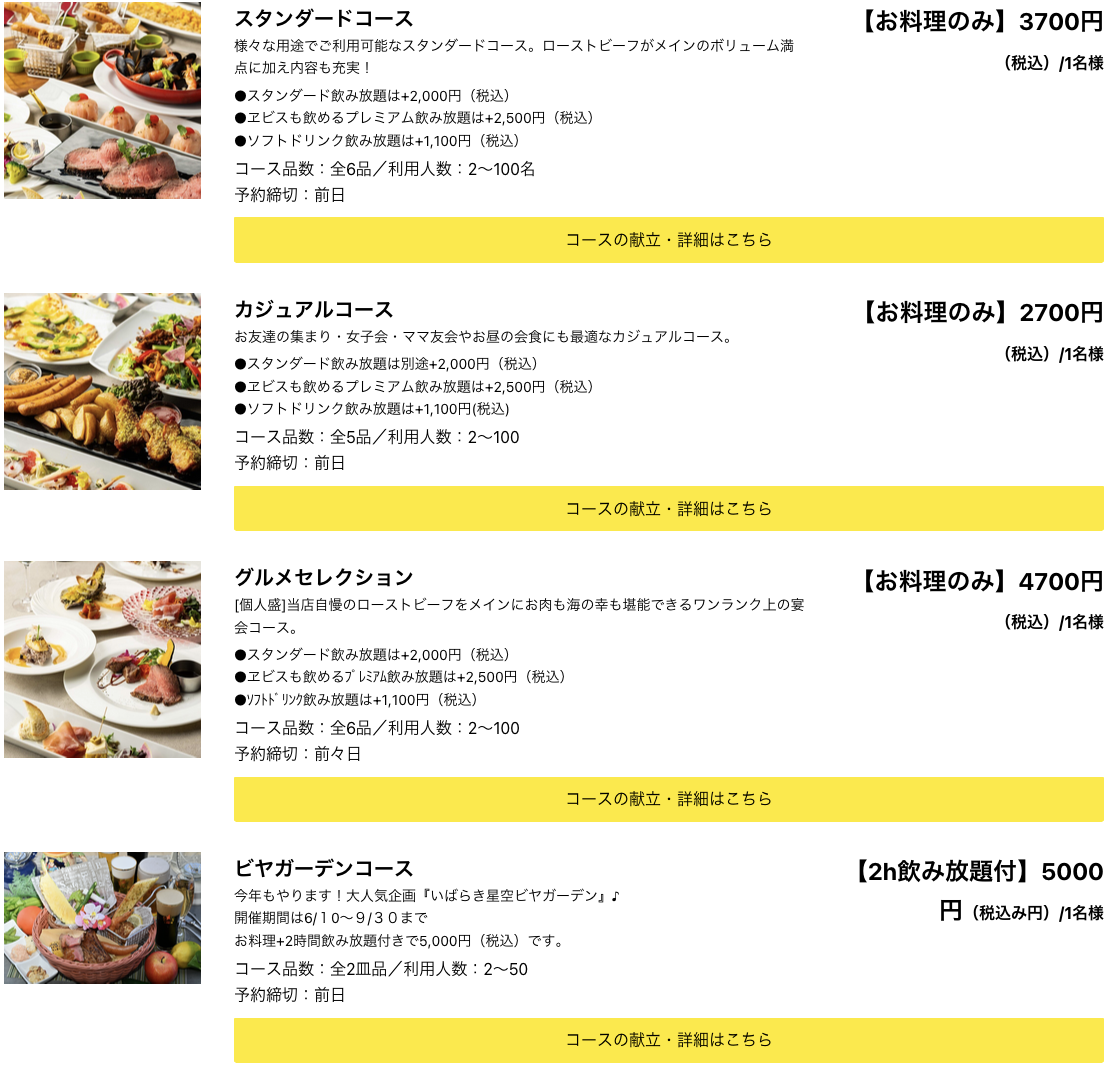 スタンダードコース
【お料理のみ】3700円
（税込）/1名様
様々な用途でご利用可能なスタンダードコース。ローストビーフがメインのボリューム満
点に加え内容も充実！
●スタンダード飲み放題は+2,000円（税込）
●ヱビスも飲めるプレミアム飲み放題は+2,500円（税込）
●ソフトドリンク飲み放題は+1,100円（税込）
コース品数：全6品／利用人数：2〜100名
予約締切：前日
コースの献立・詳細はこちら
カジュアルコース
【お料理のみ】2700円
（税込）/1名様
お友達の集まり・女子会・ママ友会やお昼の会食にも最適なカジュアルコース。
●スタンダード飲み放題は別途+2,000円（税込）
●ヱビスも飲めるプレミアム飲み放題は+2,500円（税込）
●ソフトドリンク飲み放題は+1,100円(税込)
コース品数：全5品／利用人数：2〜100
予約締切：前日
コースの献立・詳細はこちら
グルメセレクション
【お料理のみ】4700円
（税込）/1名様
[個人盛]当店自慢のローストビーフをメインにお肉も海の幸も堪能できるワンランク上の宴
会コース。
●スタンダード飲み放題は+2,000円（税込）
●ヱビスも飲めるﾌﾟﾚﾐｱﾑ飲み放題は+2,500円（税込）
●ｿﾌﾄﾄﾞﾘﾝｸ飲み放題は+1,100円（税込）
コース品数：全6品／利用人数：2〜100
予約締切：前々日
コースの献立・詳細はこちら
ビヤガーデンコース
【2h飲み放題付】5000
円（税込み円）/1名様
今年もやります！大人気企画『いばらき星空ビヤガーデン』♪
開催期間は6/１0〜９/３０まで
お料理+2時間飲み放題付きで5,000円（税込）です。
コース品数：全2皿品／利用人数：2〜50
予約締切：前日
コースの献立・詳細はこちら